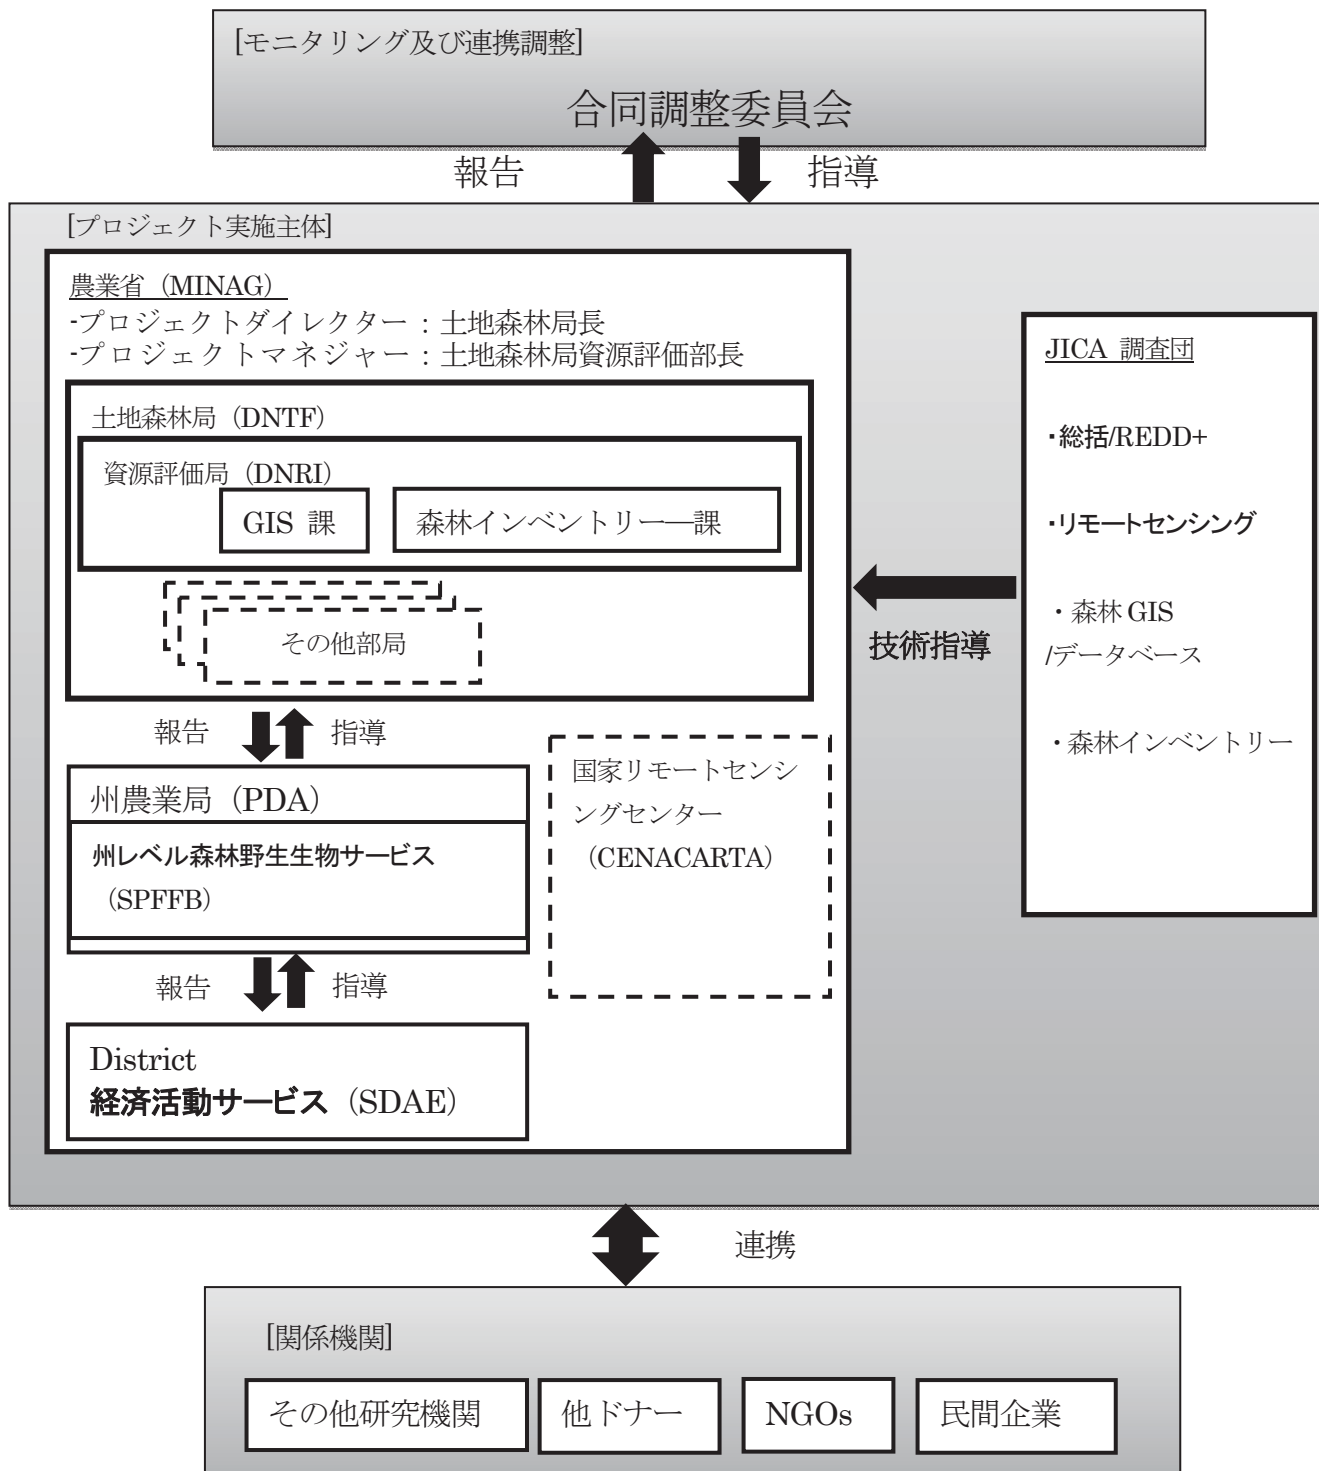 [モニタリング及び連携調整]
合同調整委員会
報告
指導
[プロジェクト実施主体]
農業省（MINAG）
-プロジェクトダイレクター：土地森林局長
-プロジェクトマネジャー：土地森林局資源評価部長
土地森林局（DNTF）
資源評価局（DNRI）
GIS 課
森林インベントリー―課
その他部局
報告
指導
州農業局（PDA）
州レベル森林野生生物サービス
（SPFFB）
報告
指導
District
経済活動サービス（SDAE）
国家リモートセンシ
ングセンター
（CENACARTA）
技術指導
JICA 調査団
・総括/REDD+
・リモートセンシング
・森林 GIS
/データベース
・森林インベントリー
連携
[関係機関]
その他研究機関
他ドナー
NGOs
民間企業